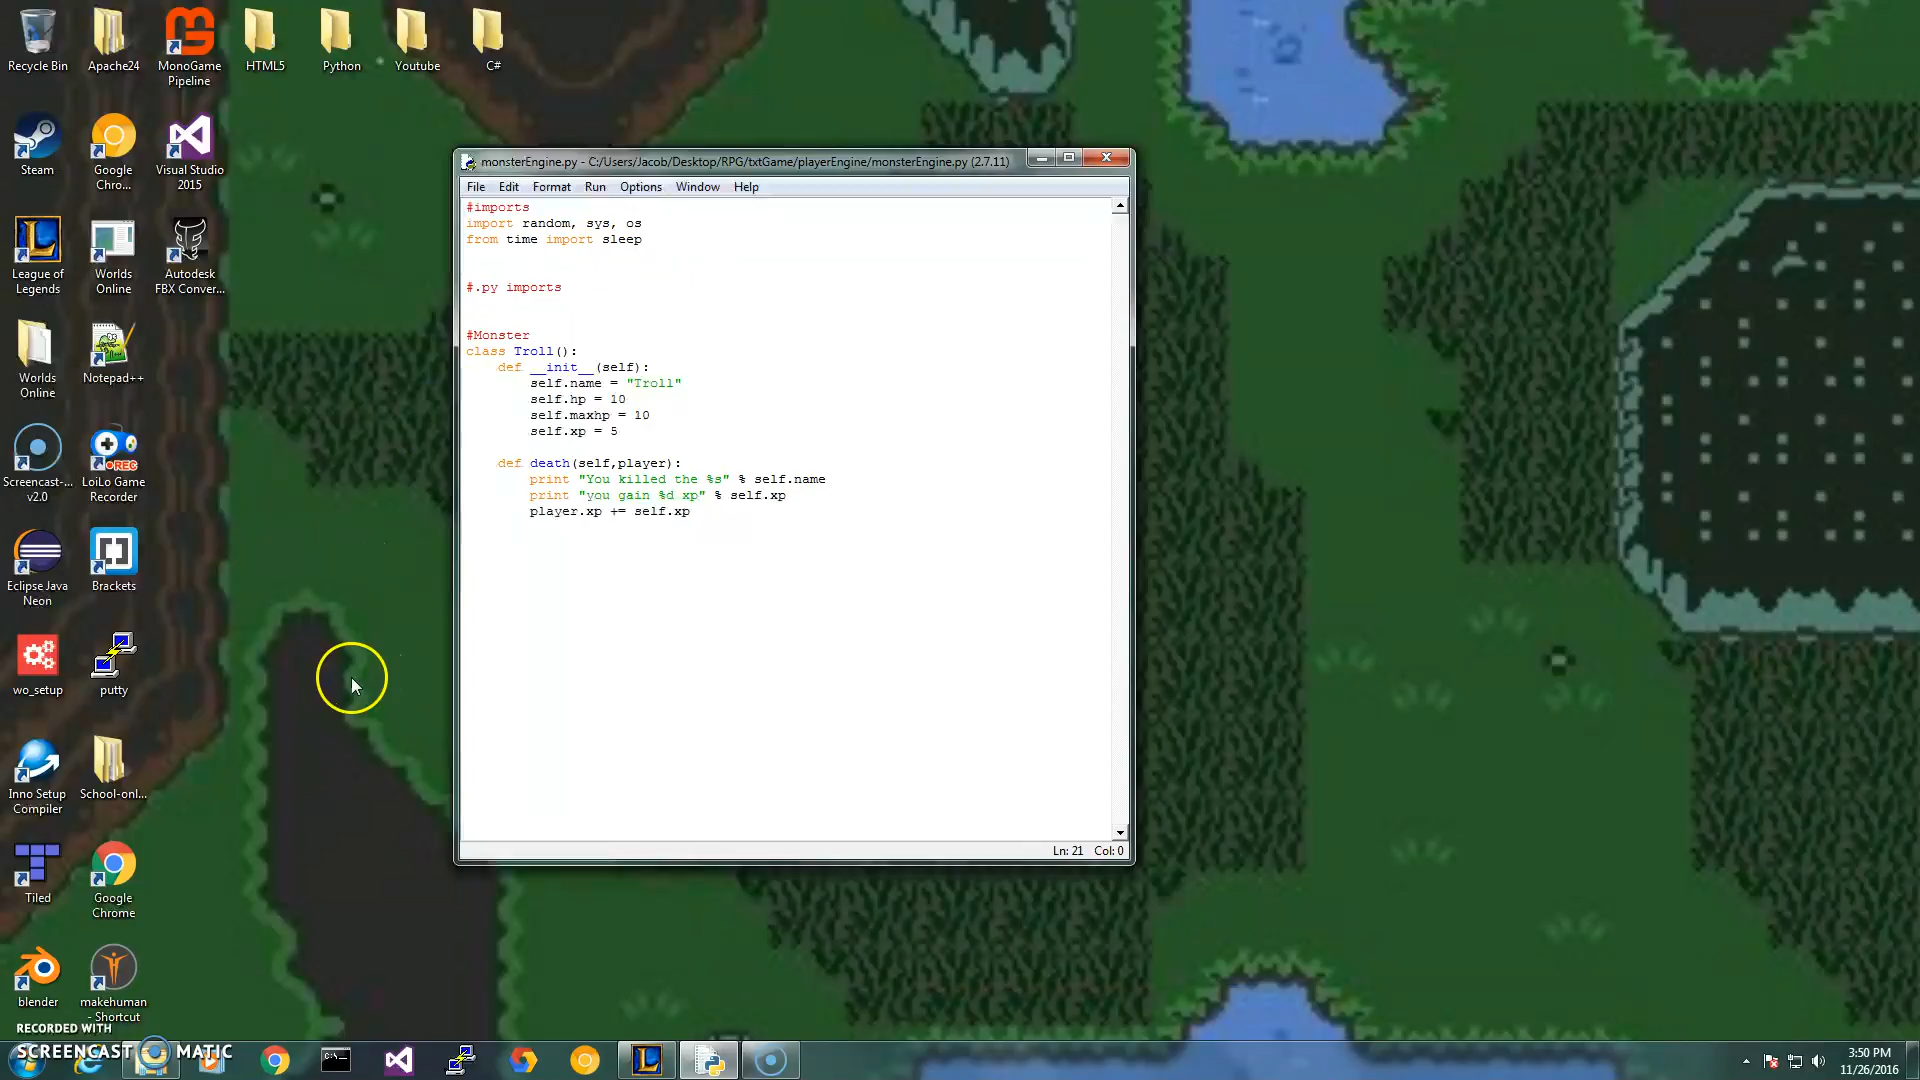 Recycle Bin
Apache24
MonoGame
Pipeline
HTML5
Python
Youtube
C#
Steam
Google
Chro...
Visual Studio
2015
League of
Legends
Worlds
Online
Autodesk
FBX Conver...
Worlds
Online
Notepad++
Screencast-...
v2.0
REC
LoiLo Game
Recorder
Eclipse Java
Neon
Brackets
wo_setup
putty
Inno Setup
Compiler
School-onl...
Tiled
Google
Chrome
blender
makehuman
- Shortcut
monsterEngine.py - C:/Users/Jacob/Desktop/RPG/txtGame/playerEngine/monsterEngine.py (2.7.11)
File Edit Format Run Options Window Help
#imports
import random, sys, os
from time import sleep
#.py imports
#Monster
class Troll():
def __init__(self):
self.name = "Troll"
self.hp = 10
self.maxhp = 10
self.xp = 5
def death(self,player):
print "You killed the %s" % self.name
print "you gain %d xp" % self.xp
player.xp += self.xp
Ln: 21 Col: 0
RECORDED WITH
SCREENCAST MATIC
3:50 PM
11/26/2016